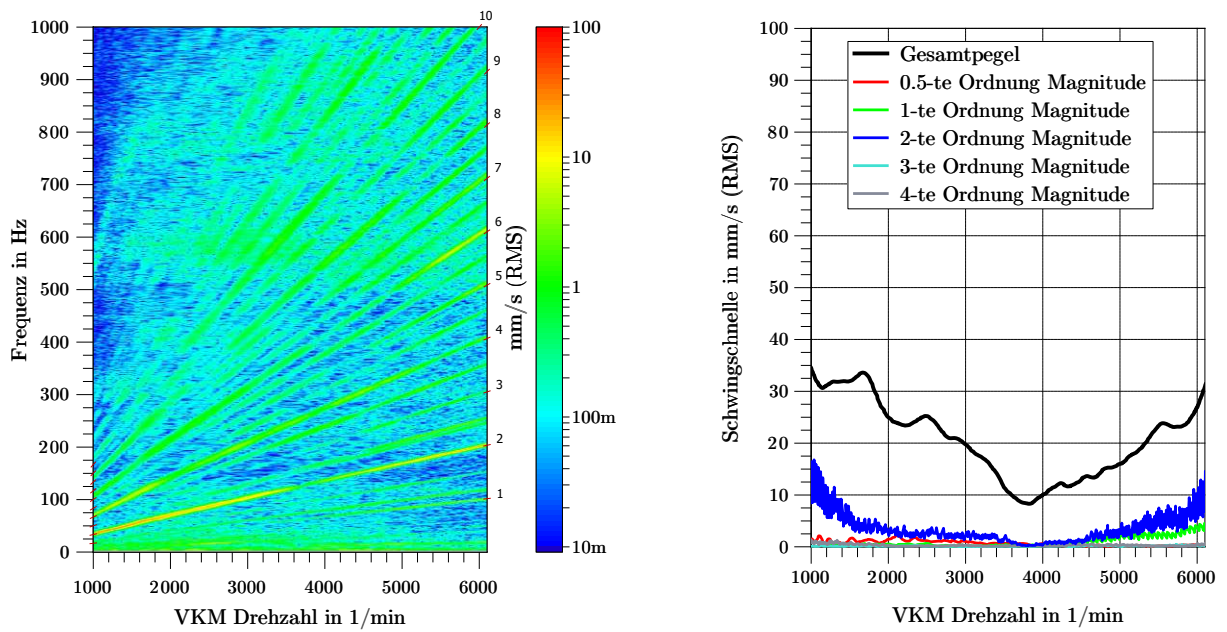 Frequenz in Hz
1000
900
800
700
600
500
400
300
200
100
0
1000 2000 3000 4000 5000 6000
VKM Drehzahl in 1/min
10
9
8
7
6
5
4
3
2
1
mm/s (RMS)
100
10
1
100m
10m
Schwingschnelle in mm/s (RMS)
100
90
80
70
60
50
40
30
20
10
0
Gesamtpegel
0.5-te Ordnung Magnitude
1-te Ordnung Magnitude
2-te Ordnung Magnitude
3-te Ordnung Magnitude
4-te Ordnung Magnitude
1000 2000 3000 4000 5000 6000
VKM Drehzahl in 1/min